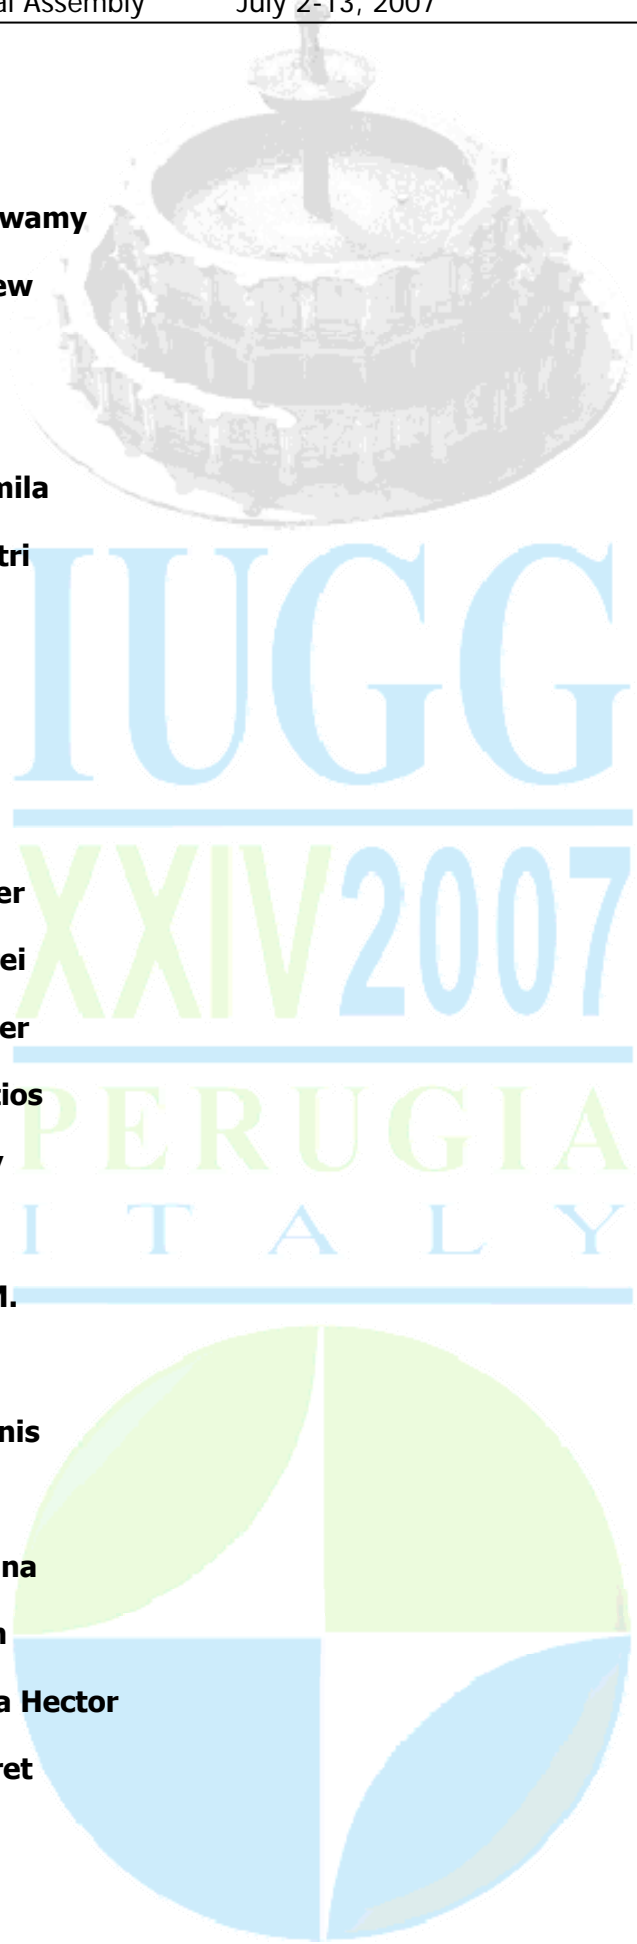 al Assembly July 2-13, 2007
wamy
ew
mila
tri
IUGG
er
XXIV2007
ei
er
tios
PERUGIA
y
ITALY
M.
nis
na
n
a Hector
ret